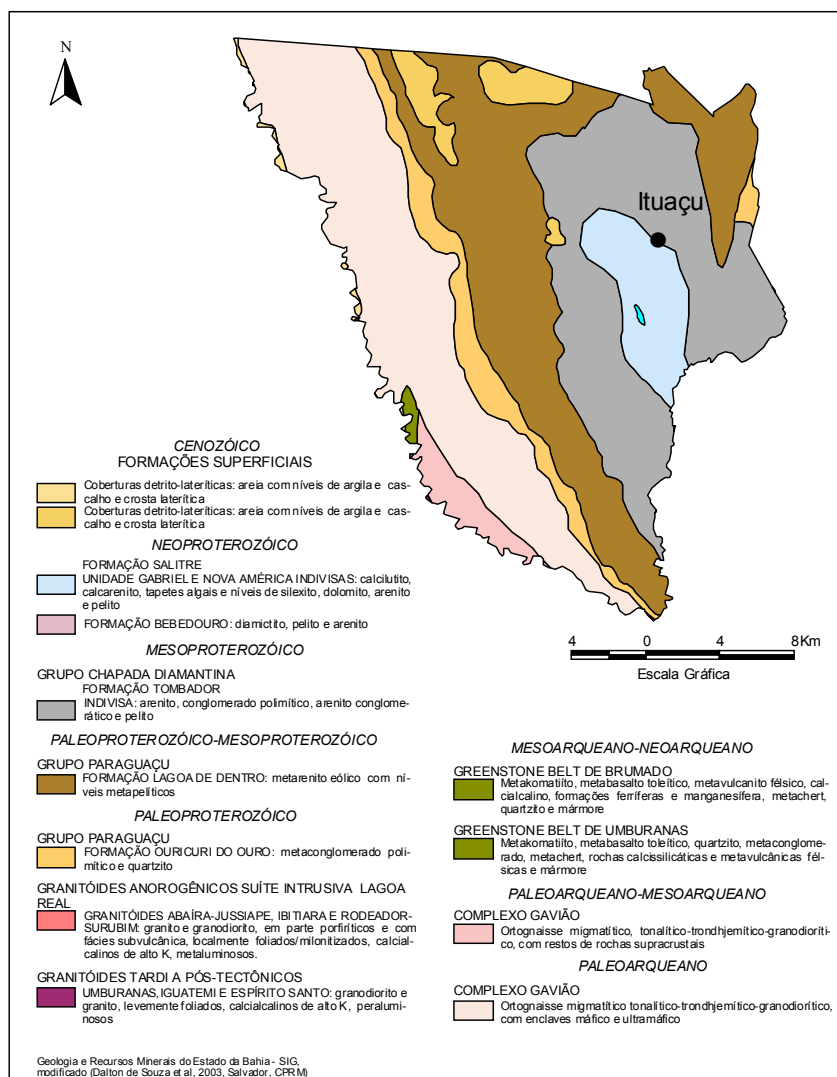 N
Ituaçu
4 0 4 8Km
Escala Gráfica
CENOZÓICO
FORMAÇÕES SUPERFICIAIS
Coberturas detrito-lateríticas: areia com níveis de argila e cas-
calho e crosta laterítica
Coberturas detrito-lateríticas: areia com níveis de argila e cas-
calho e crosta laterítica
NEOPROTEROZÓICO
FORMAÇÃO SALITRE
UNIDADE GABRIEL E NOVA AMÉRICA INDIVISAS: calcilutito,
calcarenito, tapetes algais e níveis de silexito, dolomito, arenito
e pelito
FORMAÇÃO BEBEDOURO: diamictito, pelito e arenito
MESOPROTEROZÓICO
GRUPO CHAPADA DIAMANTINA
FORMAÇÃO TOMBADOR
INDIVISA: arenito, conglomerado polimítico, arenito conglome-
rático e pelito
PALEOPROTEROZÓICO-MESOPROTEROZÓICO
GRUPO PARAGUAÇU
FORMAÇÃO LAGOA DE DENTRO: metarenito eólico com ní-
veis metapelíticos
PALEOPROTEROZÓICO
GRUPO PARAGUAÇU
FORMAÇÃO OURICURI DO OURO: metaconglomerado poli-
mítico e quartzito
GRANITÓIDES ANOROGÊNICOS SUÍTE INTRUSIVA LAGOA
REAL
GRANITÓIDES ABAÍRA-JUSSIAPE, IBITIARA E RODEADOR-
SURUBIM: granito e granodiorito, em parte porfiríticos e com
fácies subvulcânica, localmente foliados/milonitizados, calcial-
calinos de alto K, metaluminosos.
GRANITÓIDES TARDI A PÓS-TECTÔNICOS
UMBURANAS, IGUATEMI E ESPÍRITO SANTO: granodiorito e
granito, levemente foliados, calcialcalinos de alto K, peralumi-
nosos
MESOARQUEANO-NEOARQUEANO
GREENSTONE BELT DE BRUMADO
Metakomatiíto, metabasalto toleítico, metavulcanito félsico, cal-
cialcalino, formações ferríferas e manganesífera, metachert,
quartzito e mármore
GREENSTONE BELT DE UMBURANAS
Metakomatiíto, metabasalto toleítico, quartzito, metaconglome-
rado, metachert, rochas calcissilicáticas e metavulcânicas fél-
sicas e mármore
PALEOARQUEANO-MESOARQUEANO
COMPLEXO GAVIÃO
Ortognaisse migmatítico, tonalítico-trondhjemítico-granodioríti-
co, com restos de rochas supracrustais
PALEOARQUEANO
COMPLEXO GAVIÃO
Ortognaisse migmatítico tonalítico-trondhjemítico-granodiorítico,
com enclaves máfico e ultramáfico
Geologia e Recursos Minerais do Estado da Bahia - SIG,
modificado (Dalton de Souza et al, 2003, Salvador, CPRM)